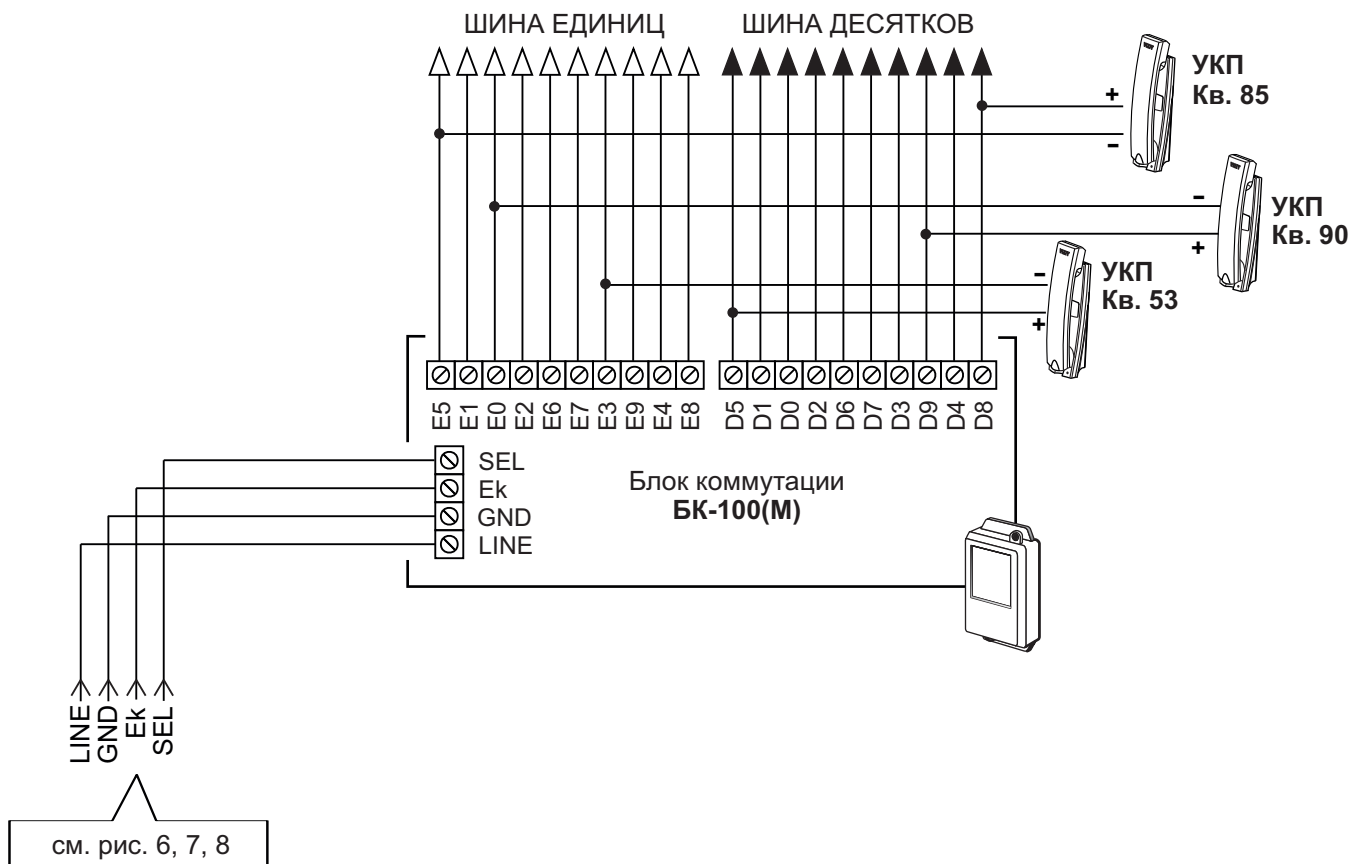 ШИНА ЕДИНИЦ
ШИНА ДЕСЯТКОВ
УКП
Кв. 85
+
-
УКП
Кв. 90
-
+
УКП
Кв. 53
-
+
E5 E1 E0 E2 E6 E7 E3 E9 E4 E8
D5 D1 D0 D2 D6 D7 D3 D9 D4 D8
SEL
Ek
GND
LINE
Блок коммутации
БК-100(М)
LINE
GND
Ek
SEL
см. рис. 6, 7, 8